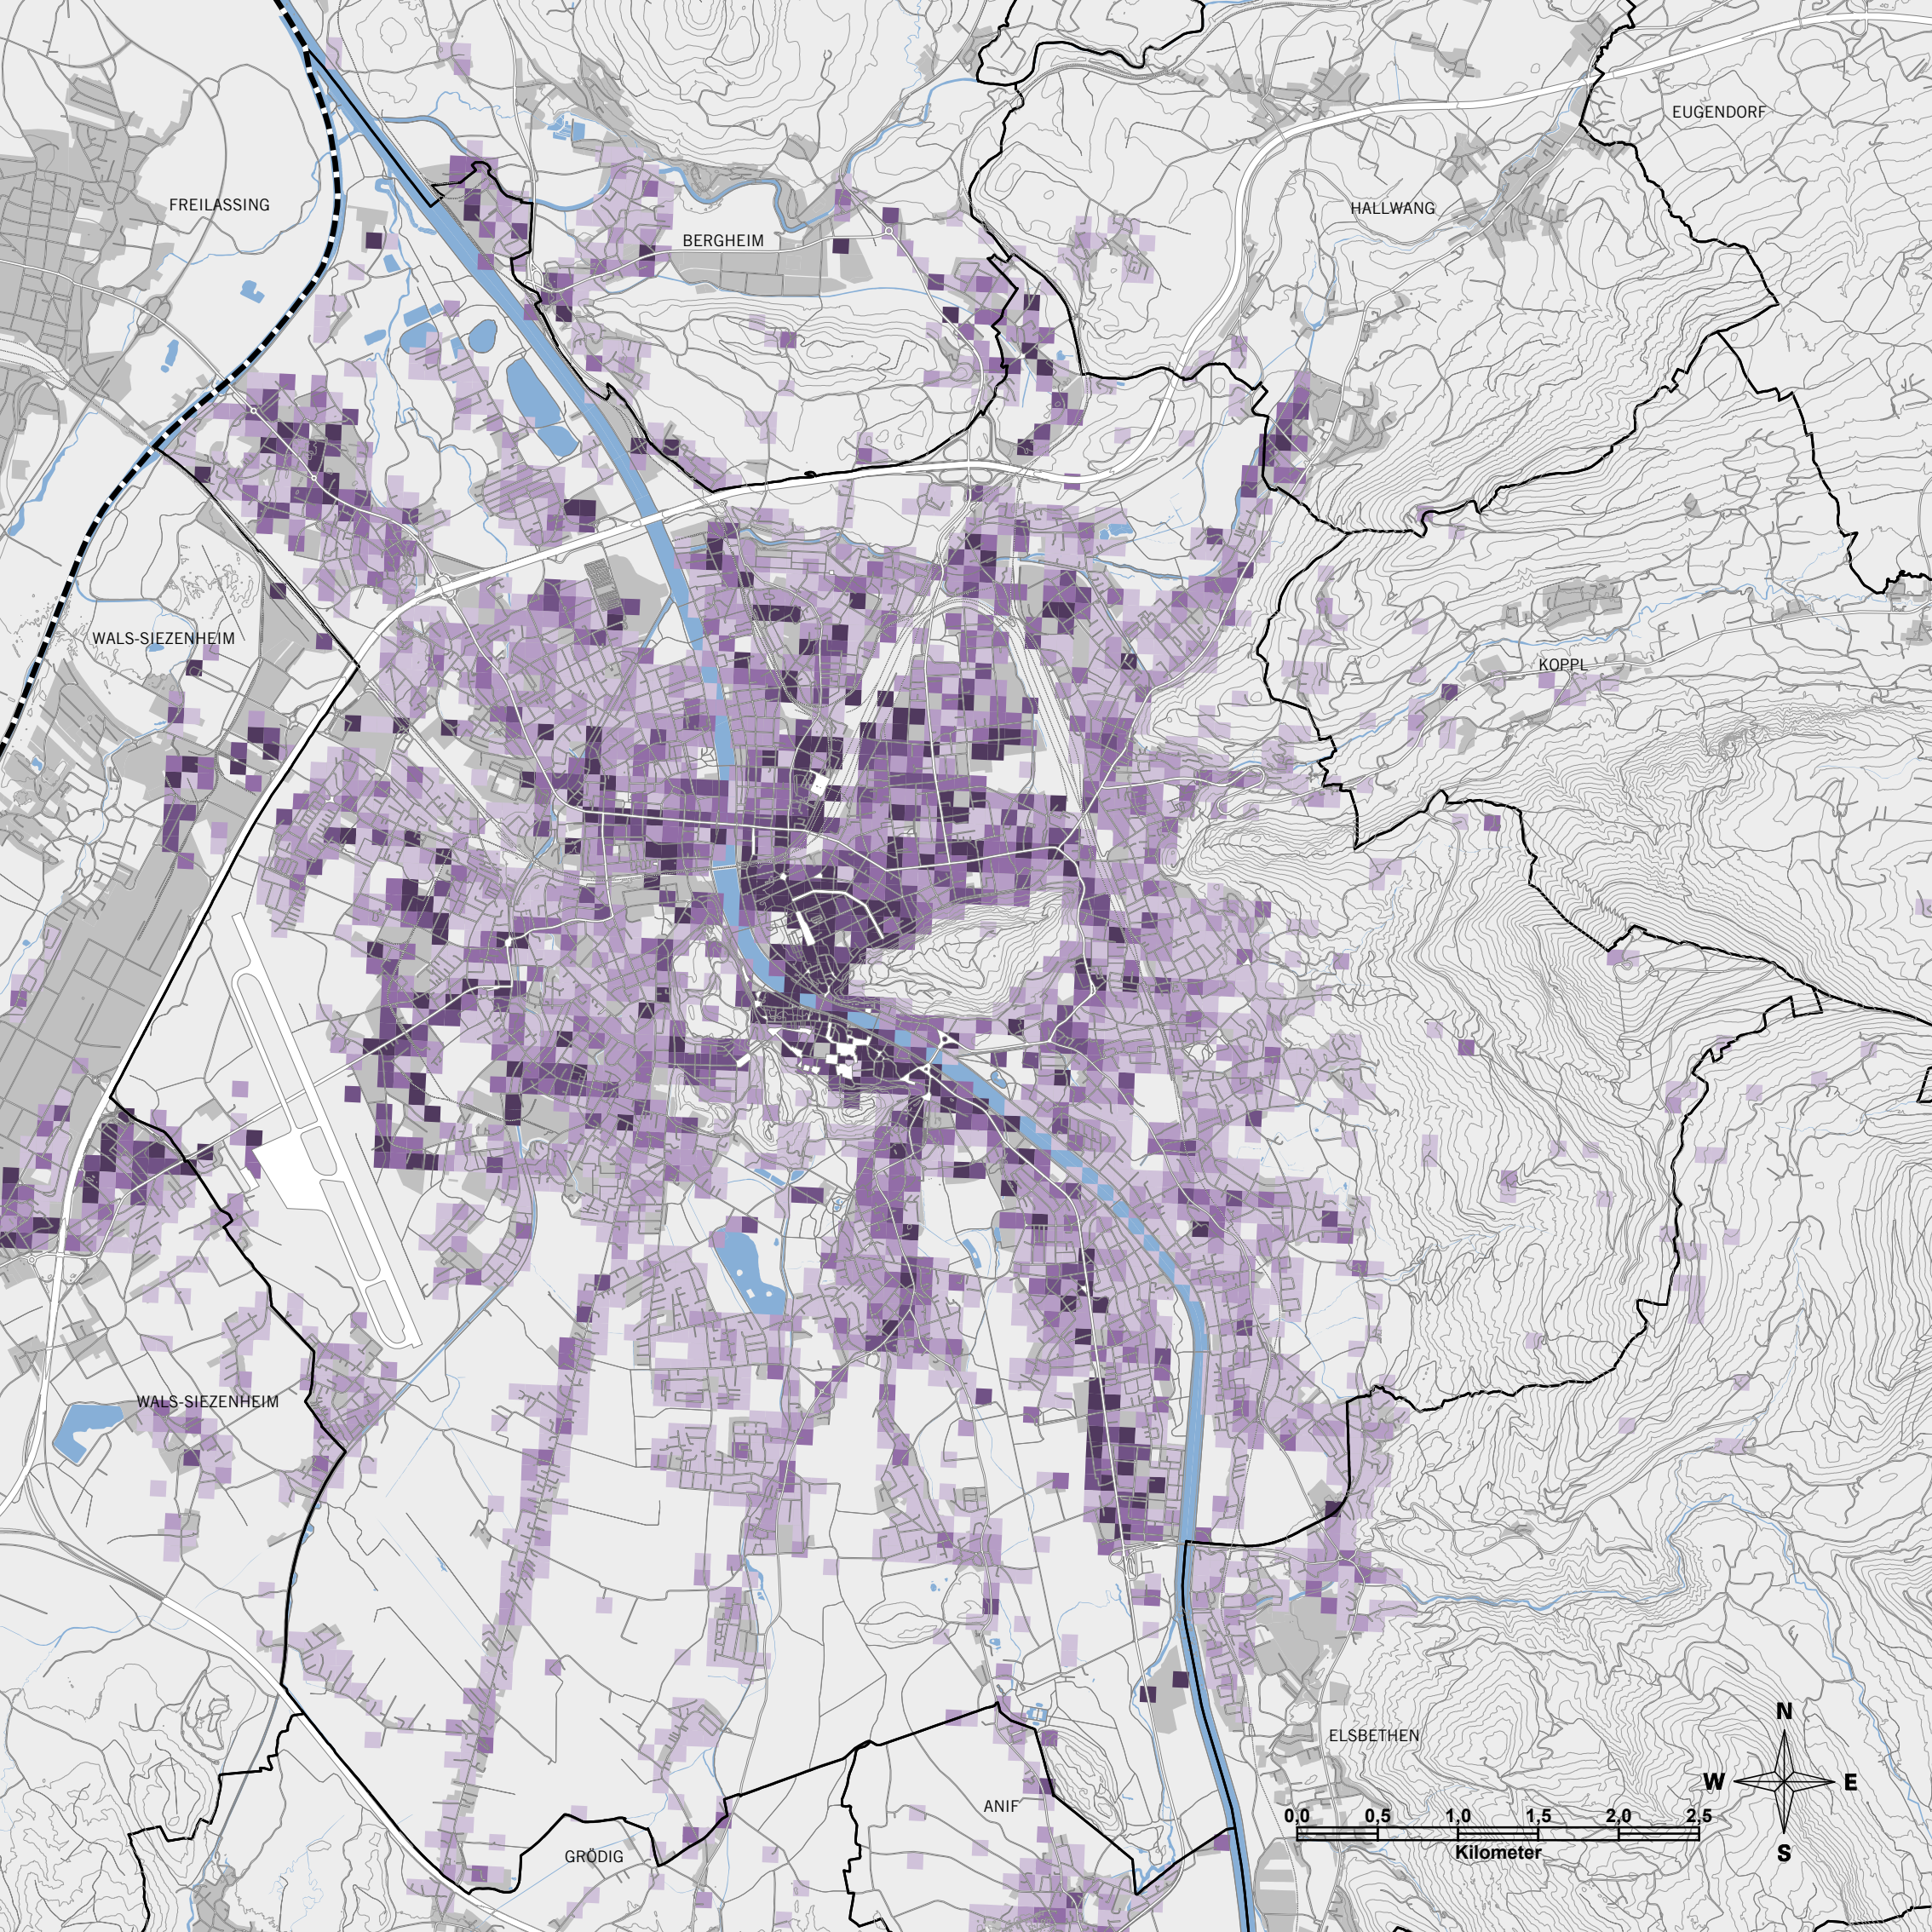 EUGENDORF
FREILASSING
HALLWANG
BERGHEIM
WALS-SIEZENHEIM
KOPPL
WALS-SIEZENHEIM
N
ELSBETHEN
W
E
ANIF
0,0 0,5 1,0 1,5 2,0 2,5
Kilometer
S
GRÖDIG